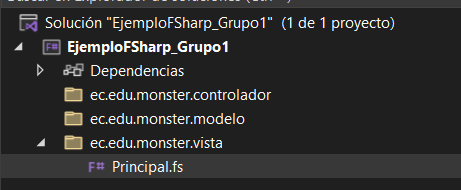 Solución "EjemploFSharp_Grupo1" (1 de 1 proyecto)
EjemploFSharp_Grupo1
Dependencias
ec.edu.monster.controlador
ec.edu.monster.modelo
ec.edu.monster.vista
F# Principal.fs